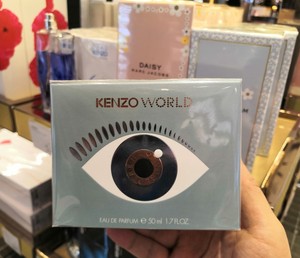 DAISY
MARC JACOBS
KENZO WORLD
EAU DE PARFUM 50 ml 1.7 FL.OZ.